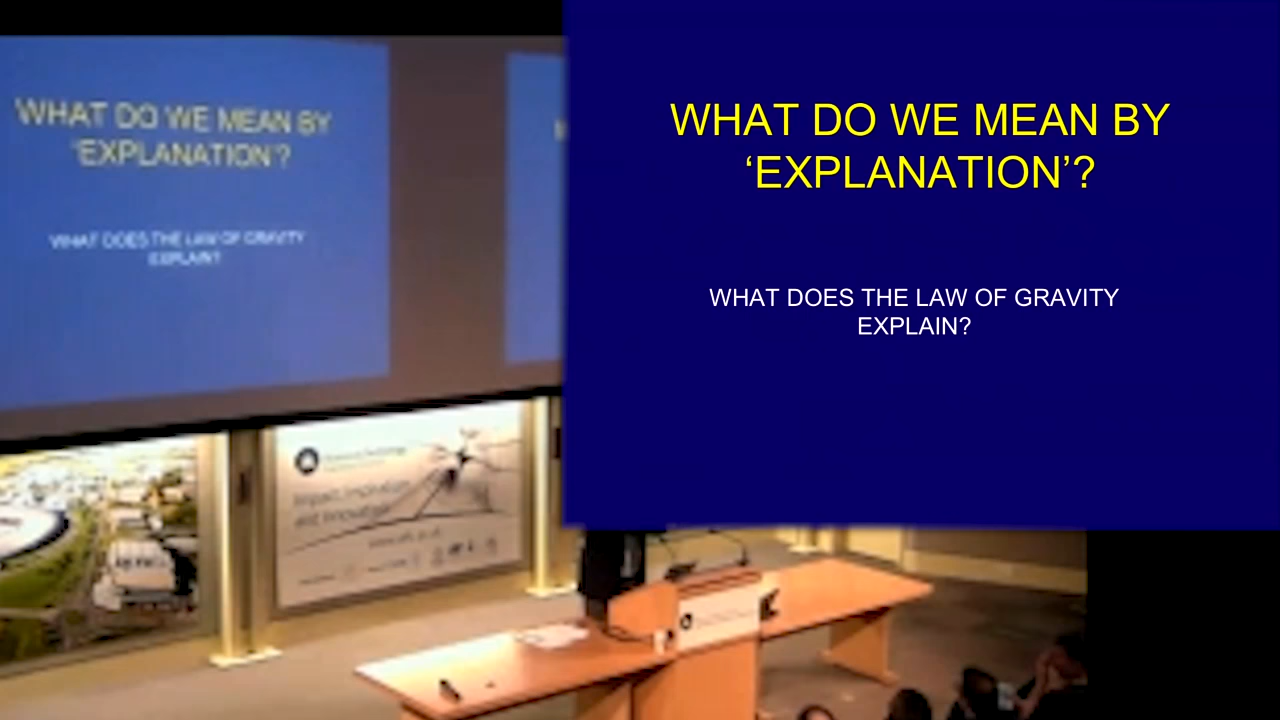 WHAT DO WE MEAN BY
‘EXPLANATION’?
WHAT DOES THE LAW OF GRAVITY
EXPLAIN?
WHAT DO WE MEAN BY
‘EXPLANATION’?
WHAT DOES THE LAW OF GRAVITY
EXPLAIN?